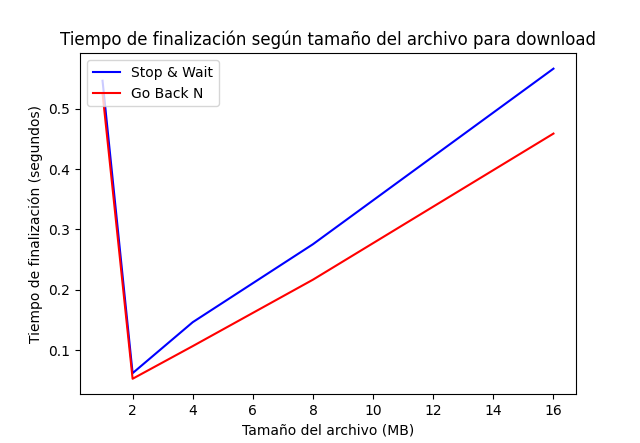 Tiempo de finalización según tamaño del archivo para download
Stop & Wait
Go Back N
Tiempo de finalización (segundos)
0.5
0.4
0.3
0.2
0.1
2 4 6 8 10 12 14 16
Tamaño del archivo (MB)